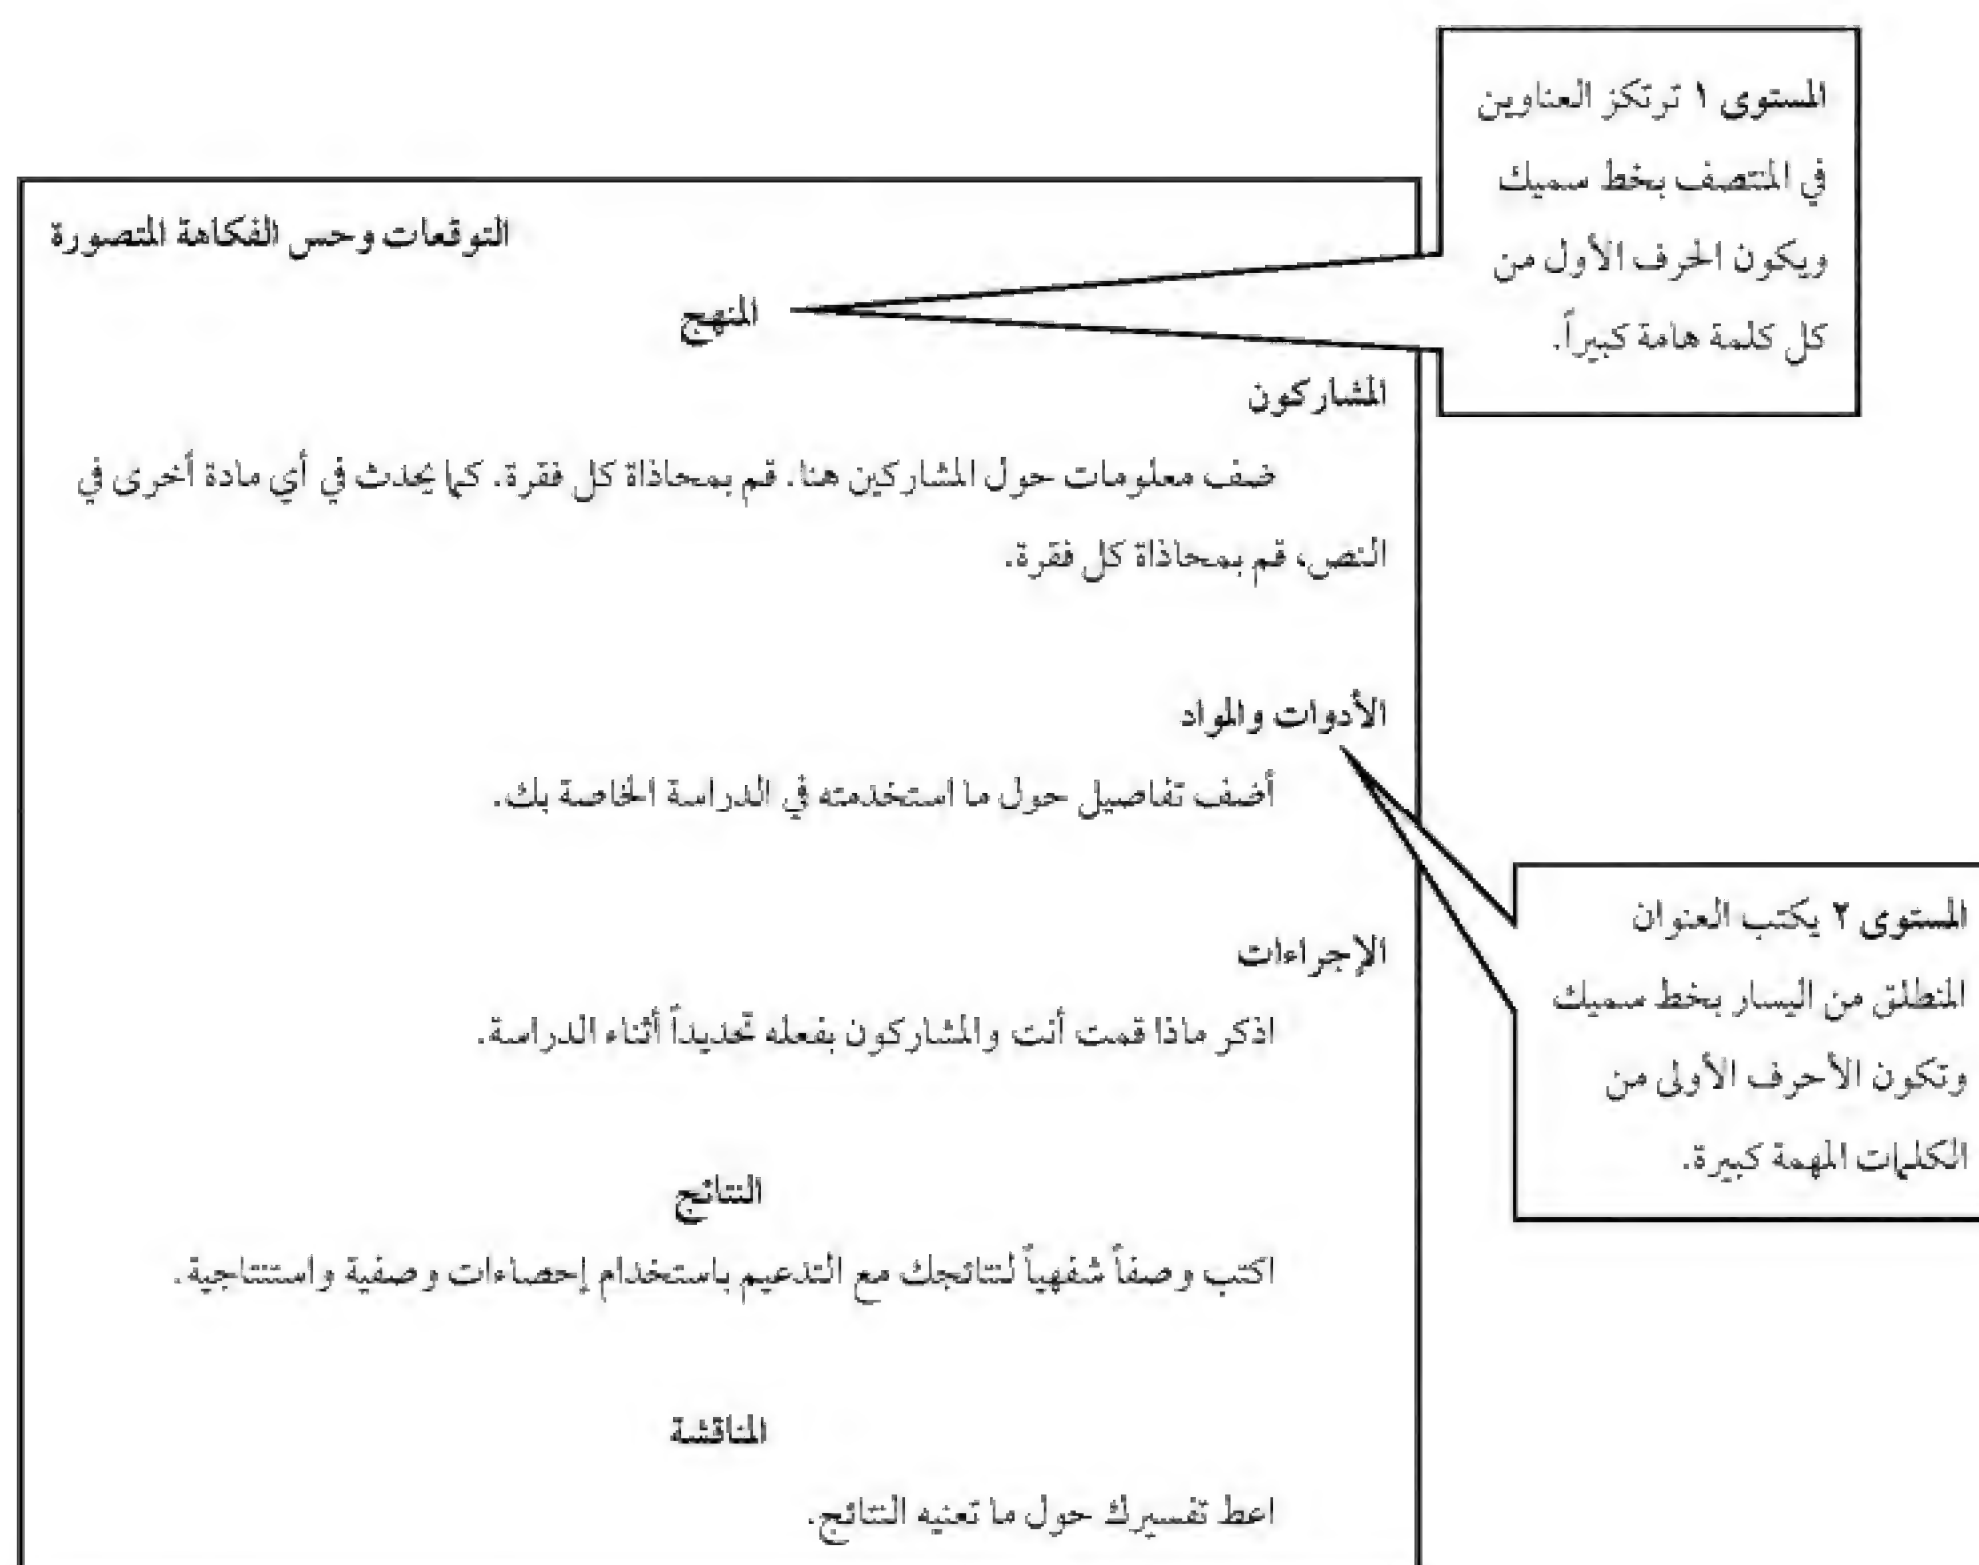 المستوى ١ ترتكز العناوين
في المنتصف بخط سميك
ويكون الحرف الأول من
كل كلمة هامة كبيراً.
التوقعات وحس الفكاهة المتصورة
المنهج
المشاركون
ضف معلومات حول المشاركين هنا. قم بمحاذاة كل فقرة. كما يحدث في أي مادة أخرى في
النص، قم بمحاذاة كل فقرة.
الأدوات والمواد
أضف تفاصيل حول ما استخدمته في الدراسة الخاصة بك.
المستوى ٢ يكتب العنوان
المنطلق من اليسار بخط سميك
وتكون الأحرف الأولى من
الكلمات المهمة كبيرة.
الإجراءات
اذكر ماذا قمت أنت والمشاركون بفعله تحديداً أثناء الدراسة.
النتائج
اكتب وصفاً شفهياً لنتائجك مع التدعيم باستخدام إحصاءات وصفية واستنتاجية.
المناقشة
اعط تفسيرك حول ما تعنيه النتائج.